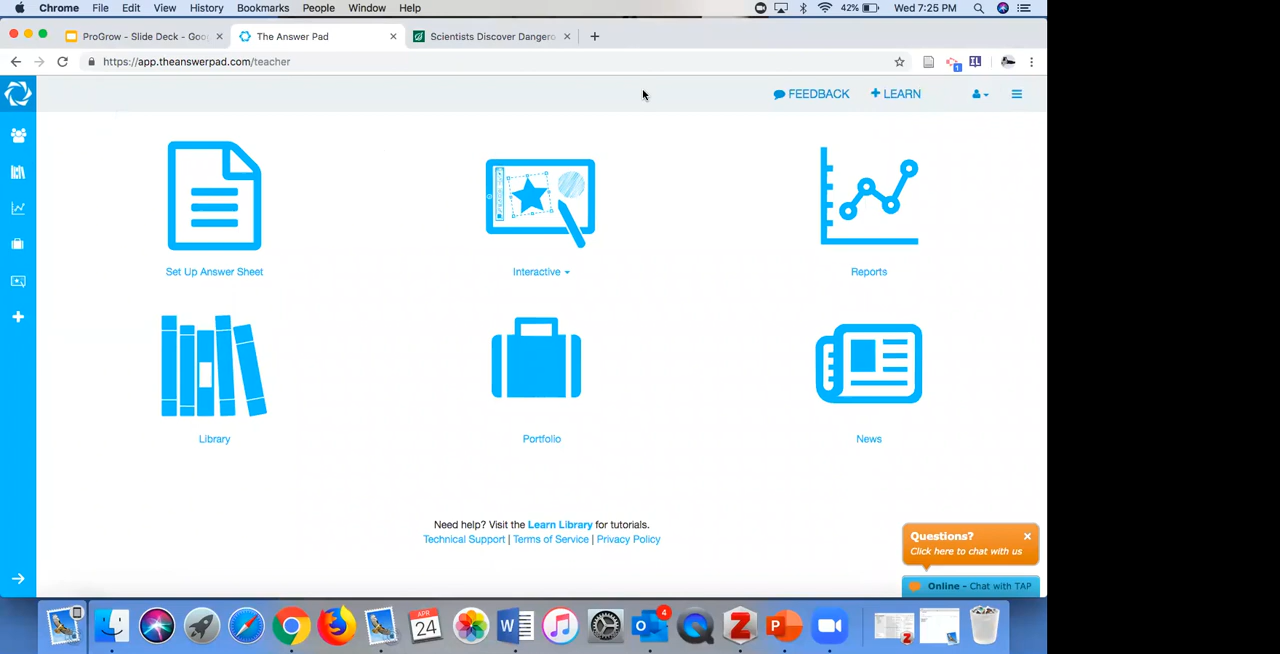 Chrome File Edit View History Bookmarks People Window Help 42% Wed 7:25 PM
ProGrow - Slide Deck - Goo The Answer Pad Scientists Discover Dangero
https://app.theanswerpad.com/teacher 1 IL
FEEDBACK + LEARN
Set Up Answer Sheet Interactive Reports
Library Portfolio News
Need help? Visit the Learn Library for tutorials.
Technical Support | Terms of Service | Privacy Policy
Questions?
Click here to chat with us
Online - Chat with TAP
APR
24
W
O 4
Z
P
Z